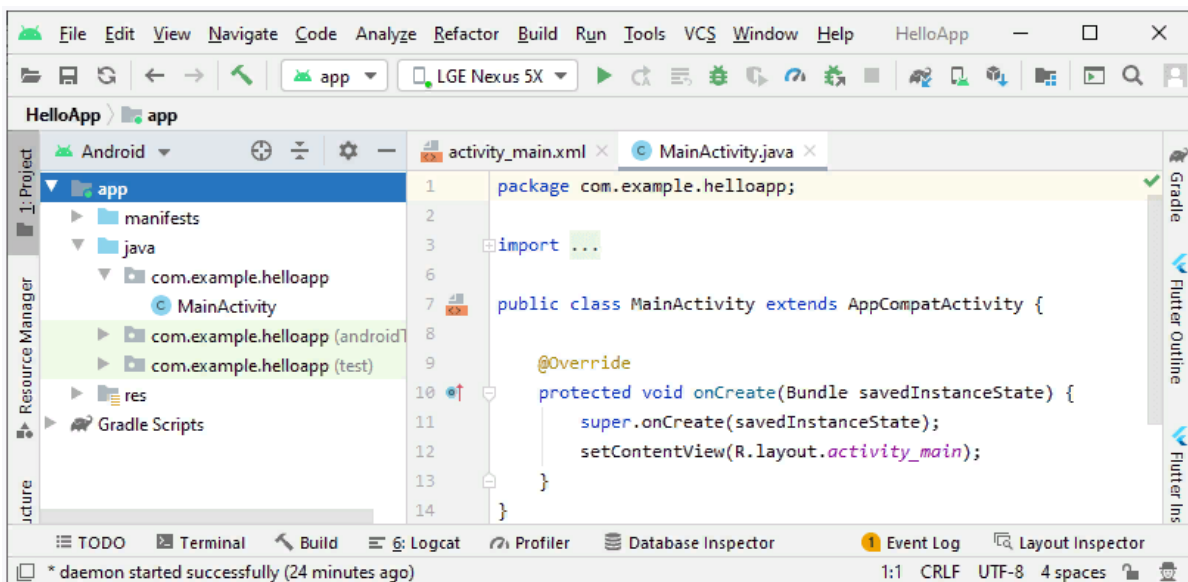 File Edit View Navigate Code Analyze Refactor Build Run Tools VCS Window Help HelloApp
app LGE Nexus 5X
HelloApp app
1: Project
Resource Manager
ucture
Android
app
manifests
java
com.example.helloapp
MainActivity
com.example.helloapp (androidT
com.example.helloapp (test)
res
Gradle Scripts
activity_main.xml MainActivity.java
1 package com.example.helloapp;
2
3 import ...
6
7 public class MainActivity extends AppCompatActivity {
8
9 @Override
10 protected void onCreate(Bundle savedInstanceState) {
11 super.onCreate(savedInstanceState);
12 setContentView(R.layout.activity_main);
13 }
14 }
Gradle
Flutter Outline
Flutter Ins
TODO Terminal Build 6: Logcat Profiler Database Inspector 1 Event Log Layout Inspector
* daemon started successfully (24 minutes ago) 1:1 CRLF UTF-8 4 spaces